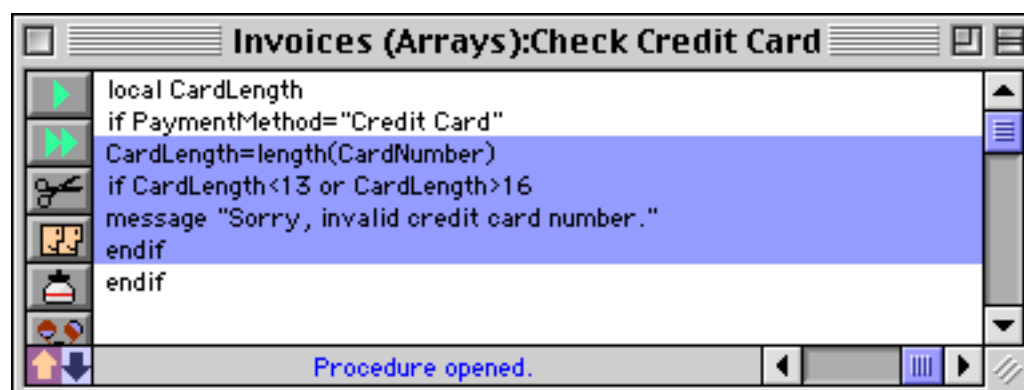 Invoices (Arrays):Check Credit Card
local CardLength
if PaymentMethod="Credit Card"
CardLength=length(CardNumber)
if CardLength<13 or CardLength>16
message "Sorry, invalid credit card number."
endif
endif
Procedure opened.